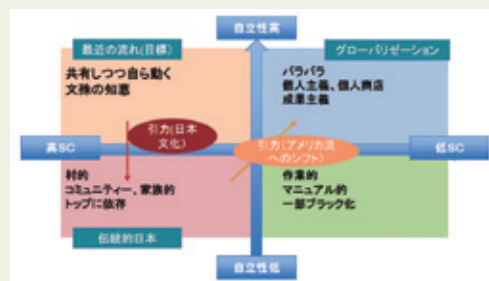 自立性高
最近の流れ(目標)
グローバリゼーション
共有しつつ自ら動く
文殊の知恵
バラバラ
個人主義、個人商店
成果主義
高SC
引力(日本
文化)
引力(アメリカ流
へのシフト)
低SC
村的
コミュニティー、家族的
トップに依存
作業的
マニュアル的
一部ブラック化
伝統的日本
自立性低